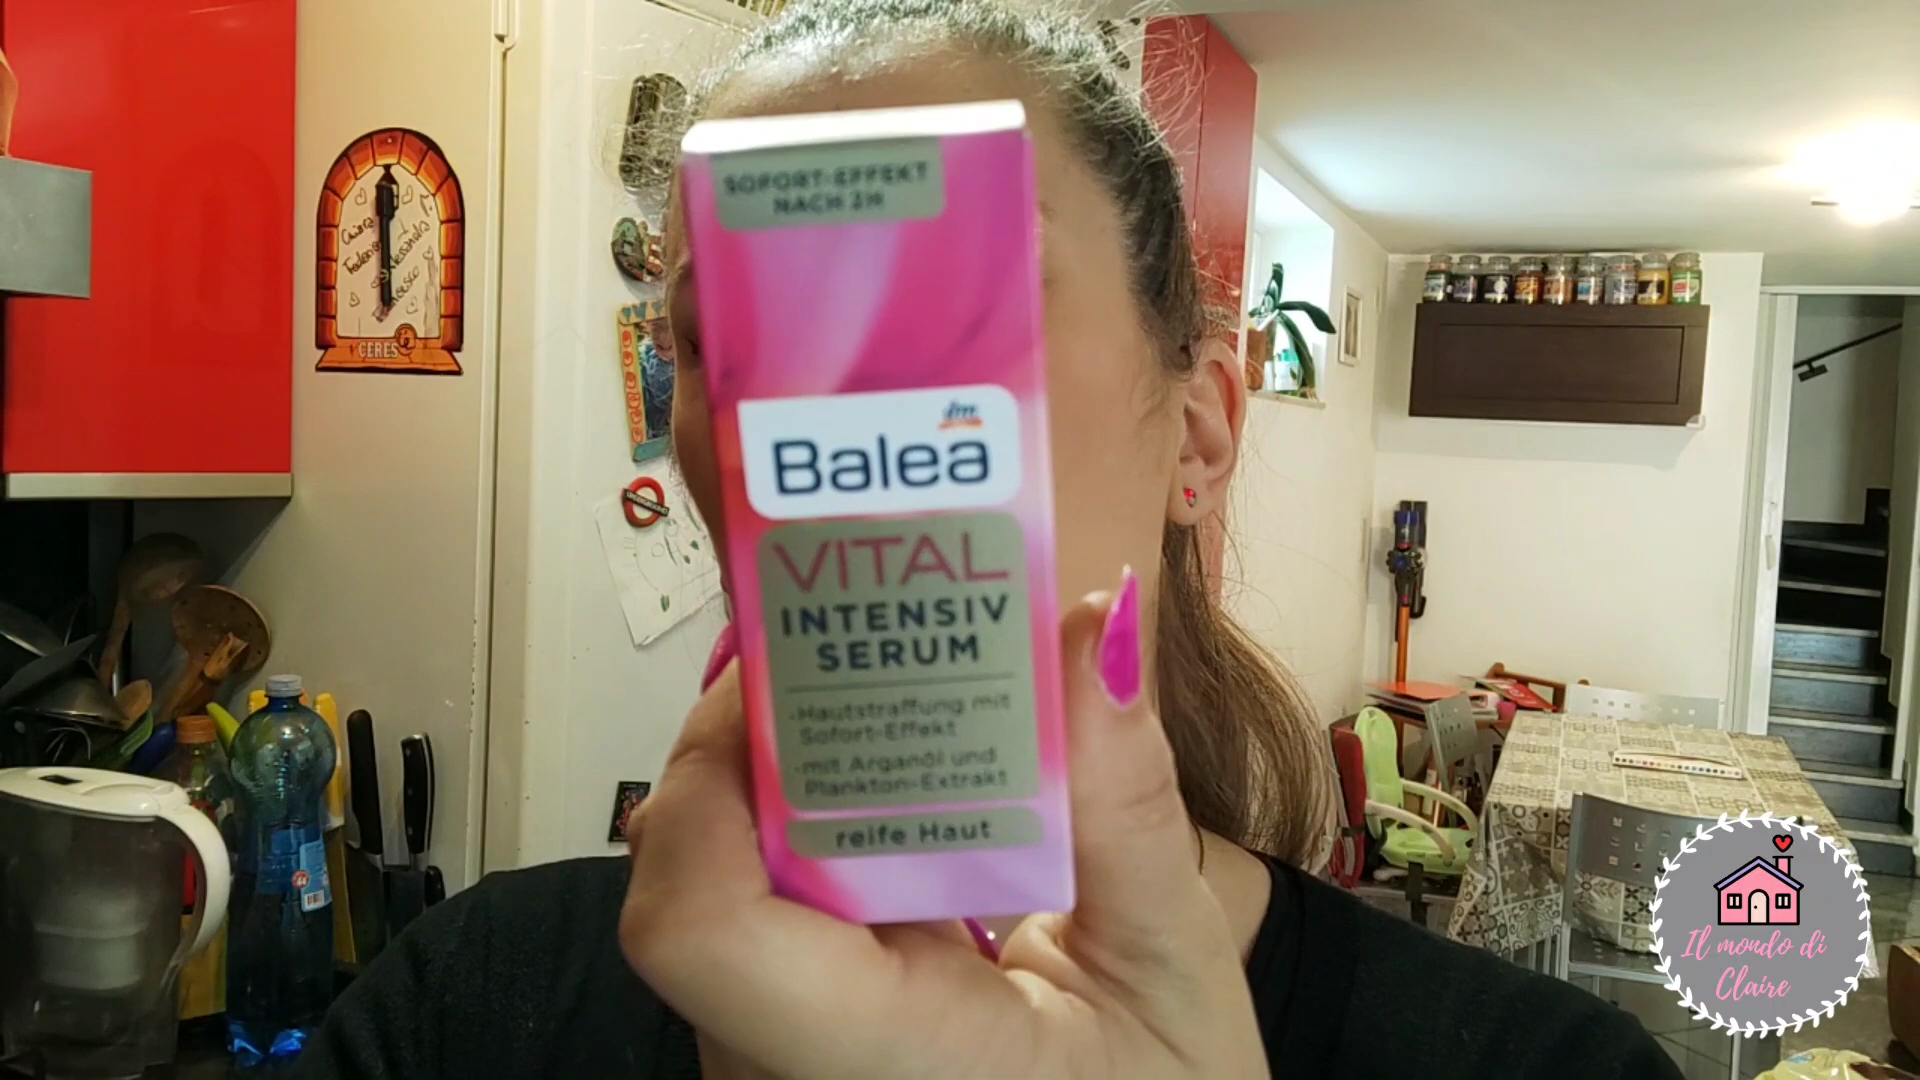 SOFORT-EFFEKT
NACH 2H
dm
Balea
VITAL
INTENSIV
SERUM
-Hautstraffung mit
Sofort-Effekt
-mit Arganöl und
Plankton-Extrakt
reife Haut
CERES
UNDERGROUND
Il mondo di
Claire